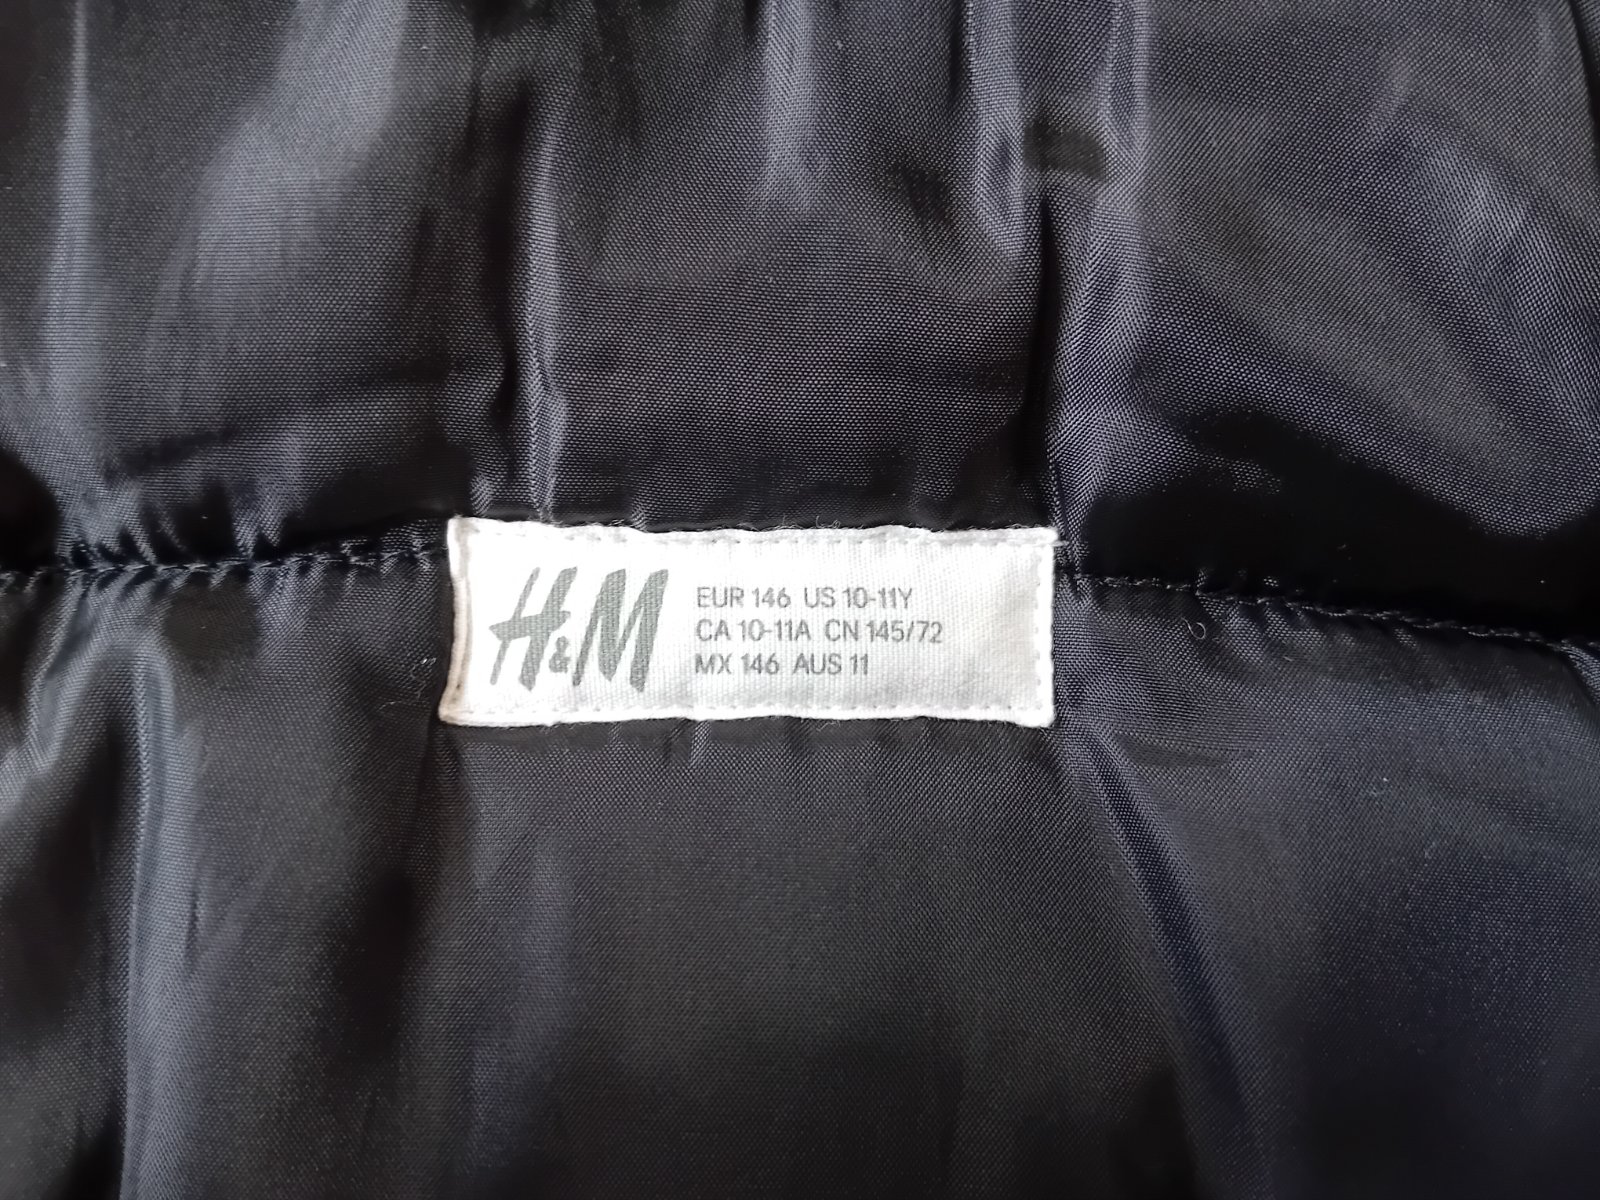 H&M
EUR 146 US 10-11Y
CA 10-11A CN 145/72
MX 146 AUS 11